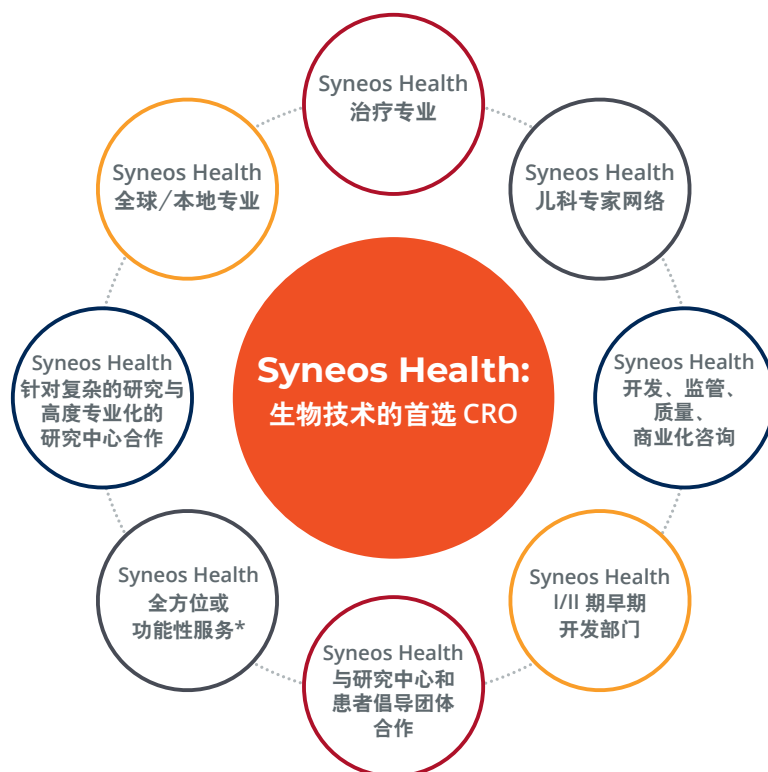 Syneos Health
治疗专业
Syneos Health
儿科专家网络
Syneos Health
开发、监管、
质量、
商业化咨询
Syneos Health
I/II 期早期
开发部门
Syneos Health
与研究中心和
患者倡导团体
合作
Syneos Health
全方位或
功能性服务*
Syneos Health
针对复杂的研究与
高度专业化的
研究中心合作
Syneos Health
全球/本地专业
Syneos Health:
生物技术的首选 CRO